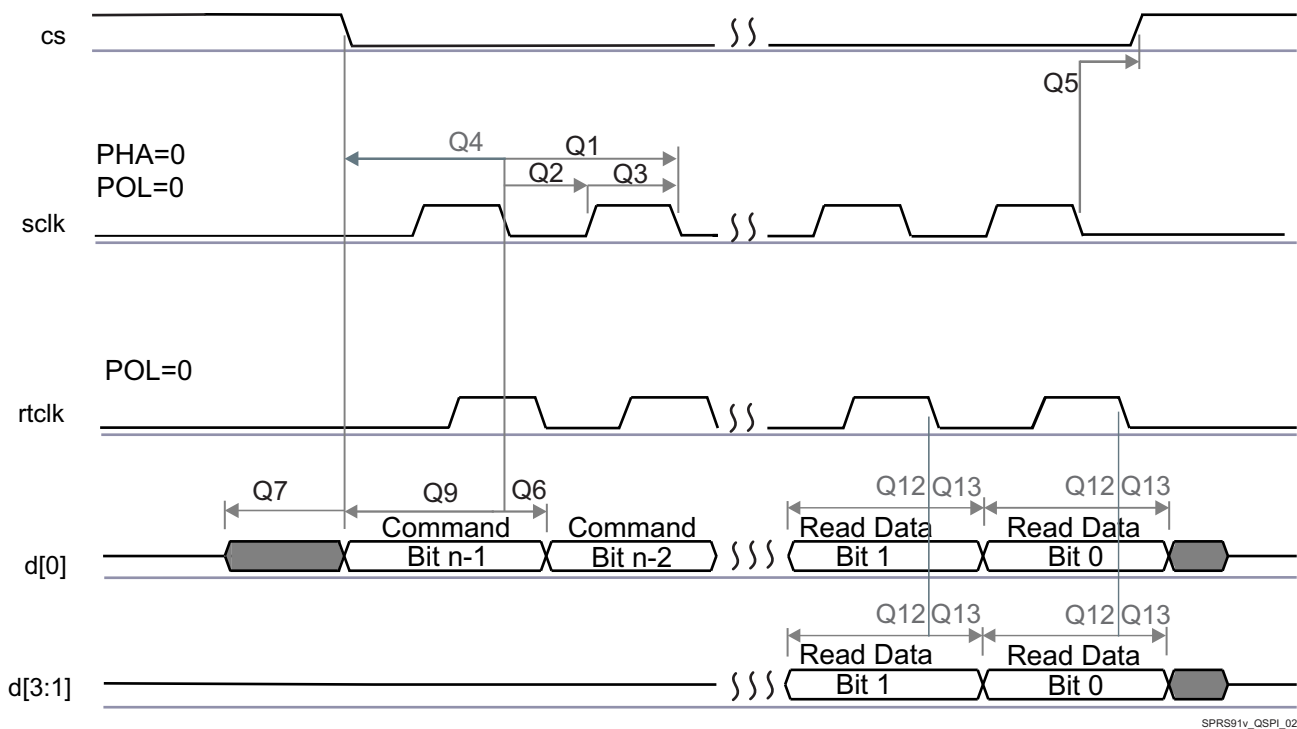 cs
Q5
PHA=0
POL=0
Q4
Q1
Q2
Q3
sclk
POL=0
rtclk
Q7
Q9
Q6
Q12
Q13
Q12
Q13
Command
Command
Read Data
Read Data
d[0]
Bit n-1
Bit n-2
Bit 1
Bit 0
Q12
Q13
Q12
Q13
Read Data
Read Data
d[3:1]
Bit 1
Bit 0
SPRS91v_QSPI_02